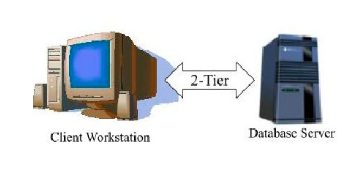 2-Tier
Client Workstation
Database Server